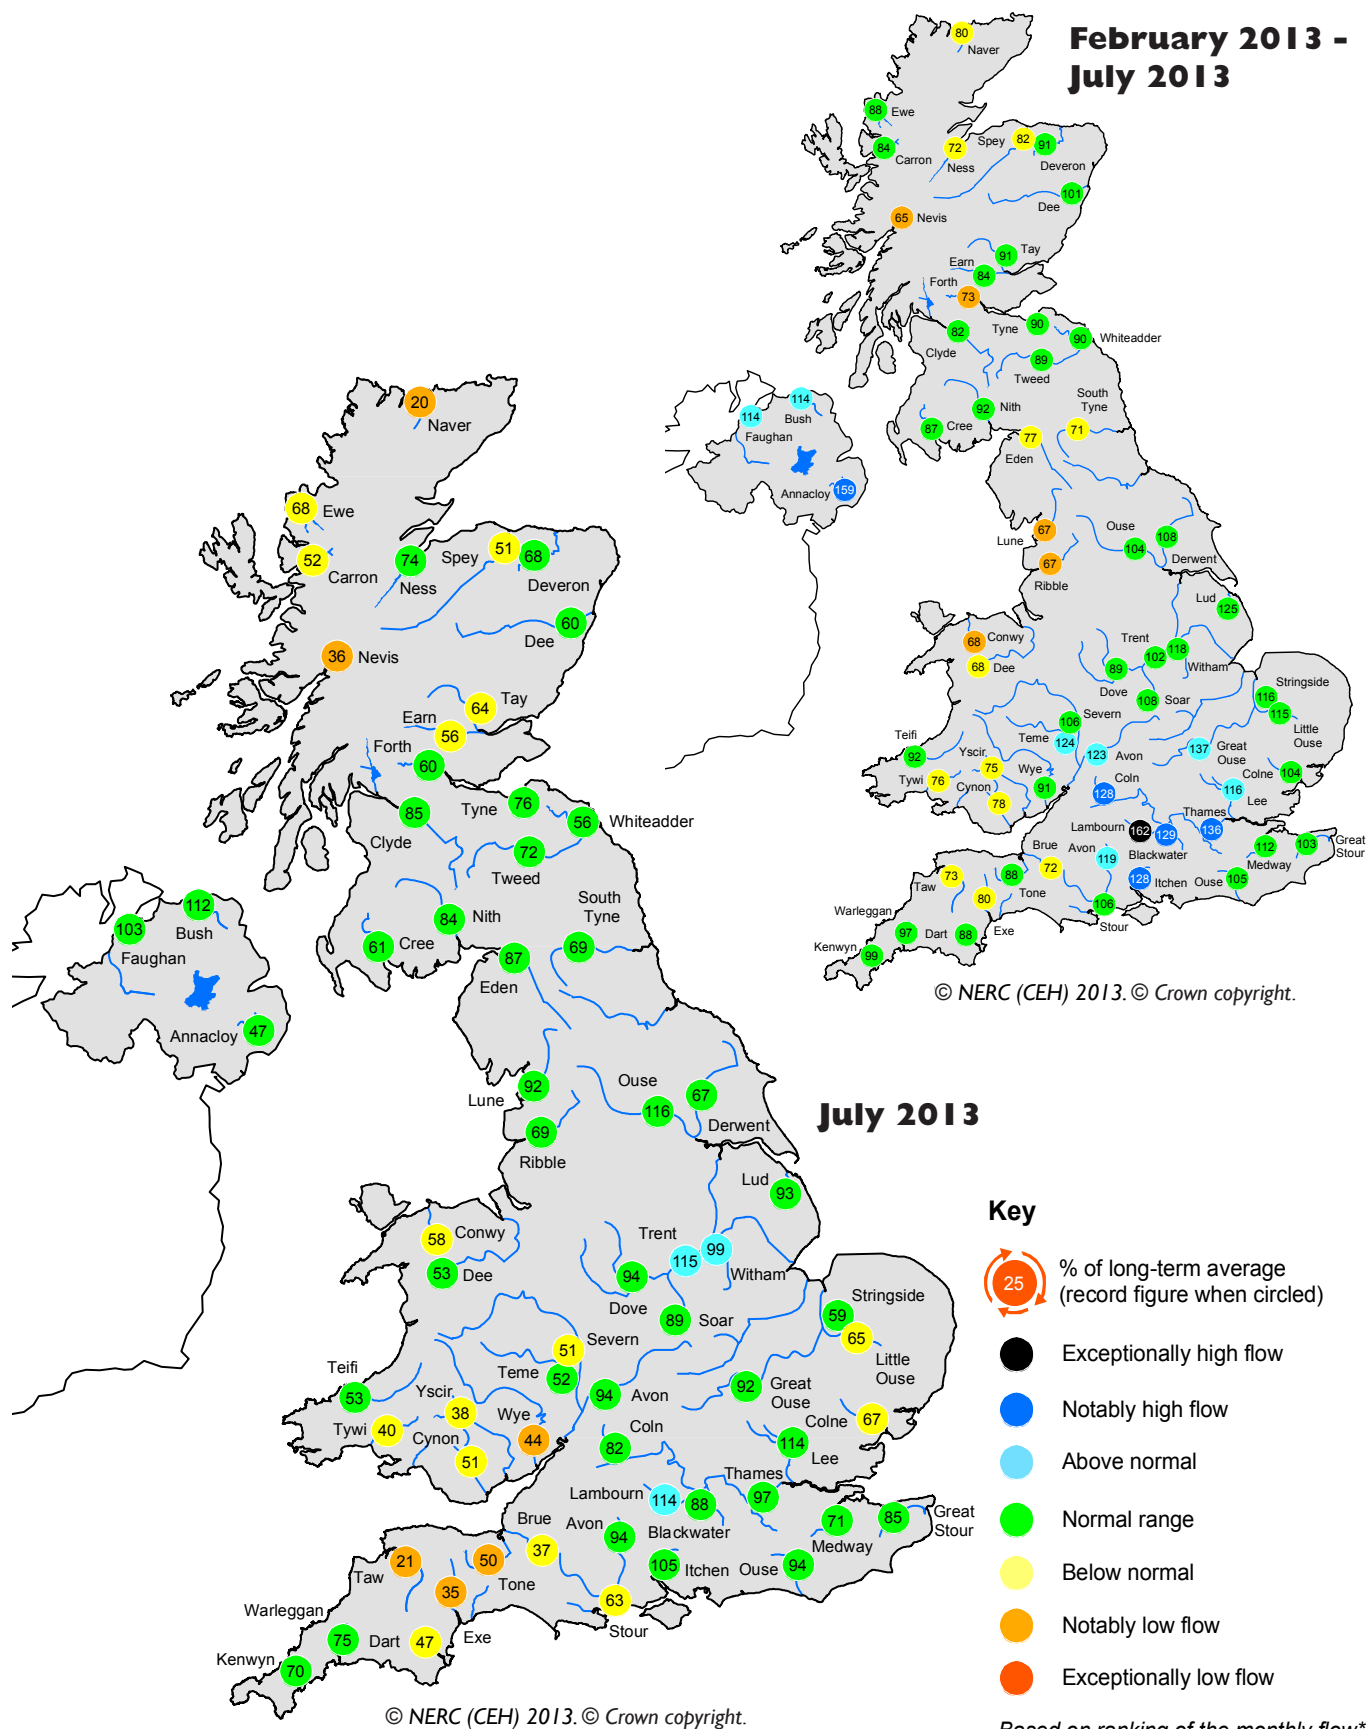 February 2013 -
July 2013
80
Naver
88
Ewe
84
Carron
72
Ness
Spey
82
91
Deveron
101
Dee
65
Nevis
91
Tay
Earn
84
Forth
73
82
Clyde
Tyne
90
90
Whiteadder
89
Tweed
South
Tyne
71
92
Nith
87
Cree
77
Eden
114
Faughan
114
Bush
Annacloy
159
67
Lune
67
Ribble
Ouse
104
108
Derwent
Lud
125
68
Conwy
68
Dee
Trent
102
118
Witham
89
Dove
108
Soar
Stringside
116
115
Little
Ouse
106
Severn
Teme
124
123
Avon
137
Great
Ouse
Teifi
92
Yscir
75
Wye
91
Tywi
76
Cynon
78
Coln
128
Colne
104
116
Lee
Thames
136
Lambourn
162
129
Blackwater
112
Medway
103
Great
Stour
Brue
72
Avon
119
128
Itchen
Ouse
105
Taw
73
88
Tone
80
Exe
106
Stour
Warleggan
97
Dart
88
Kenwyn
99
© NERC (CEH) 2013. © Crown copyright.
20
Naver
68
Ewe
52
Carron
74
Ness
Spey
51
68
Deveron
60
Dee
36
Nevis
64
Tay
Earn
56
Forth
60
85
Clyde
Tyne
76
56
Whiteadder
72
Tweed
South
Tyne
69
84
Nith
61
Cree
87
Eden
112
Bush
103
Faughan
Annacloy
47
92
Lune
69
Ribble
Ouse
116
67
Derwent
July 2013
Lud
93
58
Conwy
53
Dee
Trent
115
99
Witham
94
Dove
89
Soar
Stringside
59
65
Little
Ouse
51
Severn
Teme
52
94
Avon
92
Great
Ouse
Teifi
53
Yscir
38
Wye
44
Tywi
40
Cynon
51
Coln
82
Colne
67
114
Lee
Thames
97
Lambourn
114
88
Blackwater
71
Medway
85
Great
Stour
Brue
37
Avon
94
105
Itchen
Ouse
94
21
Taw
50
Tone
35
Exe
63
Stour
Warleggan
75
Dart
47
Kenwyn
70
© NERC (CEH) 2013. © Crown copyright.
Key
25
% of long-term average
(record figure when circled)
Exceptionally high flow
Notably high flow
Above normal
Normal range
Below normal
Notably low flow
Exceptionally low flow
Based on ranking of the monthly flow*